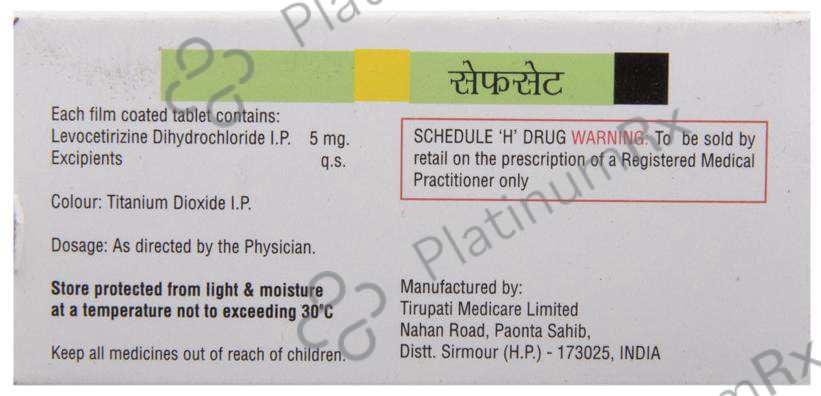 सेफसेट
Each film coated tablet contains:
Levocetirizine Dihydrochloride I.P. 5 mg.
Excipients q.s.
Colour: Titanium Dioxide I.P.
Dosage: As directed by the Physician.
Store protected from light & moisture
at a temperature not to exceeding 30°C
Keep all medicines out of reach of children.
SCHEDULE 'H' DRUG WARNING: To be sold by
retail on the prescription of a Registered Medical
Practitioner only
Manufactured by:
Tirupati Medicare Limited
Nahan Road, Paonta Sahib,
Distt. Sirmour (H.P.) - 173025, INDIA
PlatinumRx